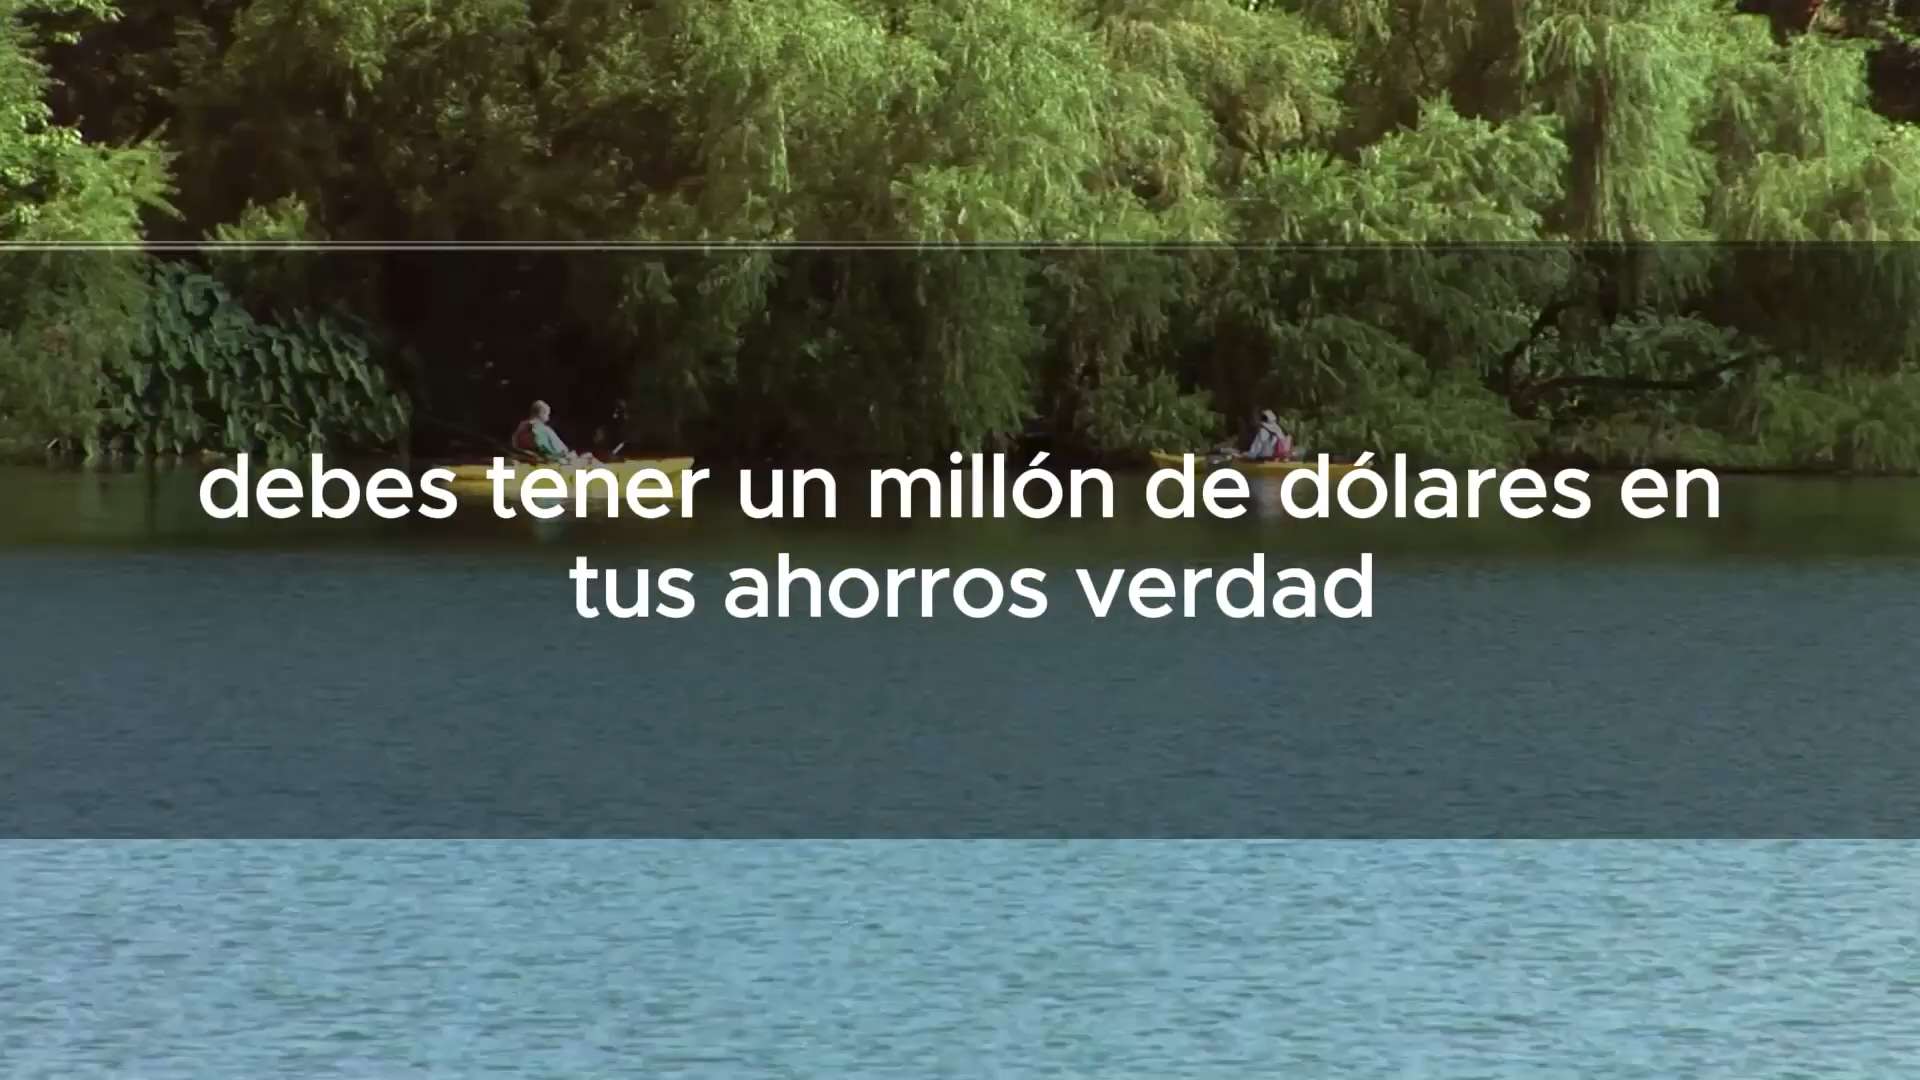 debes tener un millón de dólares en
tus ahorros verdad